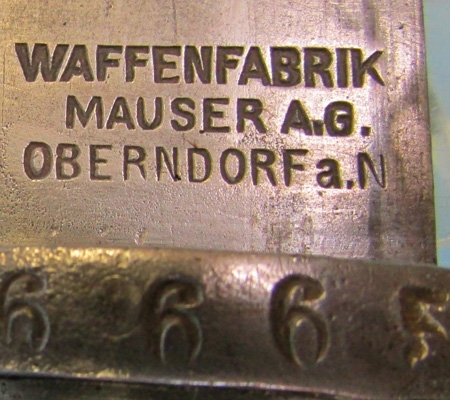 WAFFENFABRIK
MAUSER A.G.
OBERNDORF a.N
6 6 6